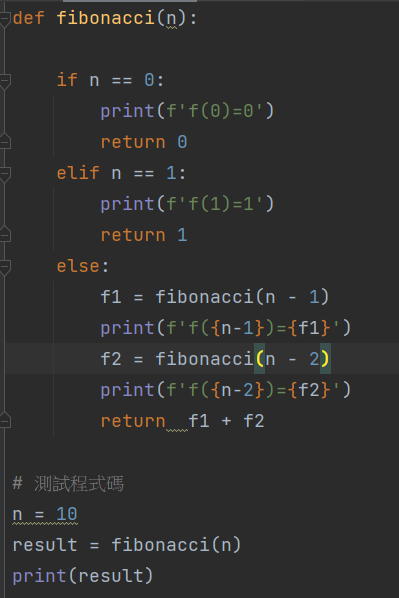 def fibonacci(n):
    if n == 0:
        print(f'f(0)=0')
        return 0
    elif n == 1:
        print(f'f(1)=1')
        return 1
    else:
        f1 = fibonacci(n - 1)
        print(f'f({n-1})={f1}')
        f2 = fibonacci(n - 2)
        print(f'f({n-2})={f2}')
        return  f1 + f2
# 測試程式碼
n = 10
result = fibonacci(n)
print(result)